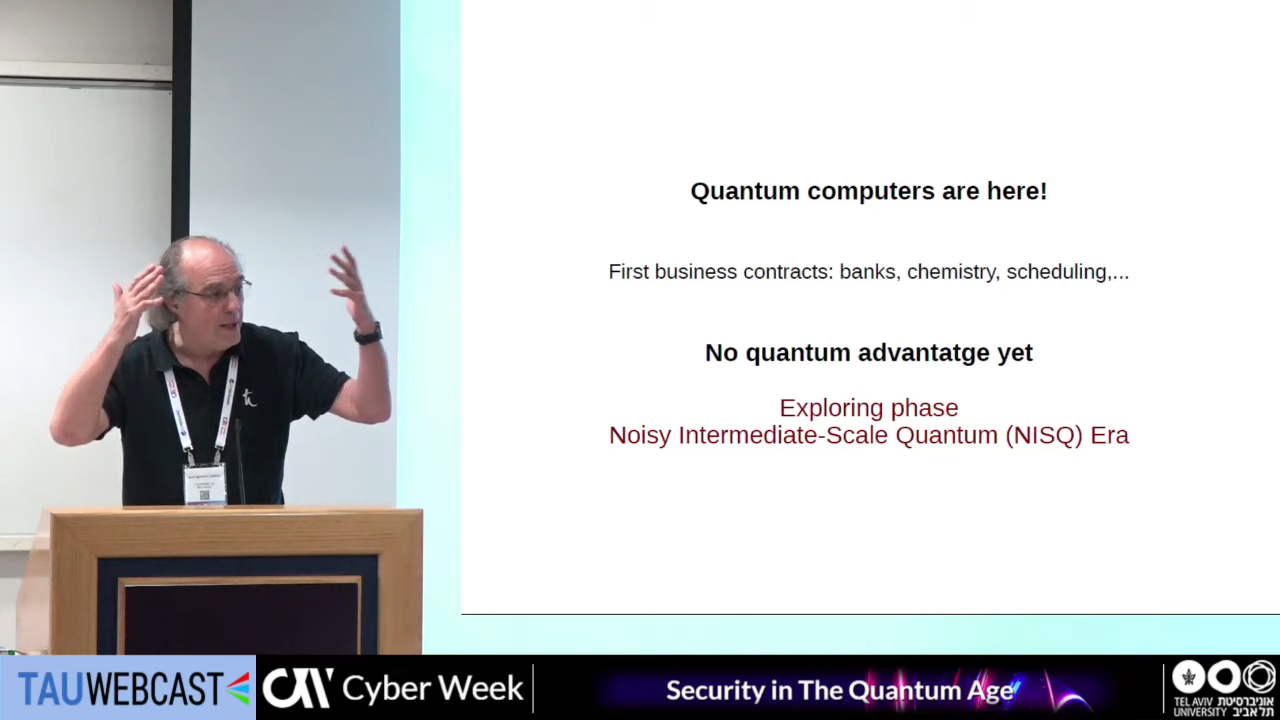 Quantum computers are here!
First business contracts: banks, chemistry, scheduling,...
No quantum advantatge yet
Exploring phase
Noisy Intermediate-Scale Quantum (NISQ) Era
TAUWEBCAST
Cyber Week
Security in The Quantum Age
TEL AVIV אוניברסיטת
UNIVERSITY תל אביב